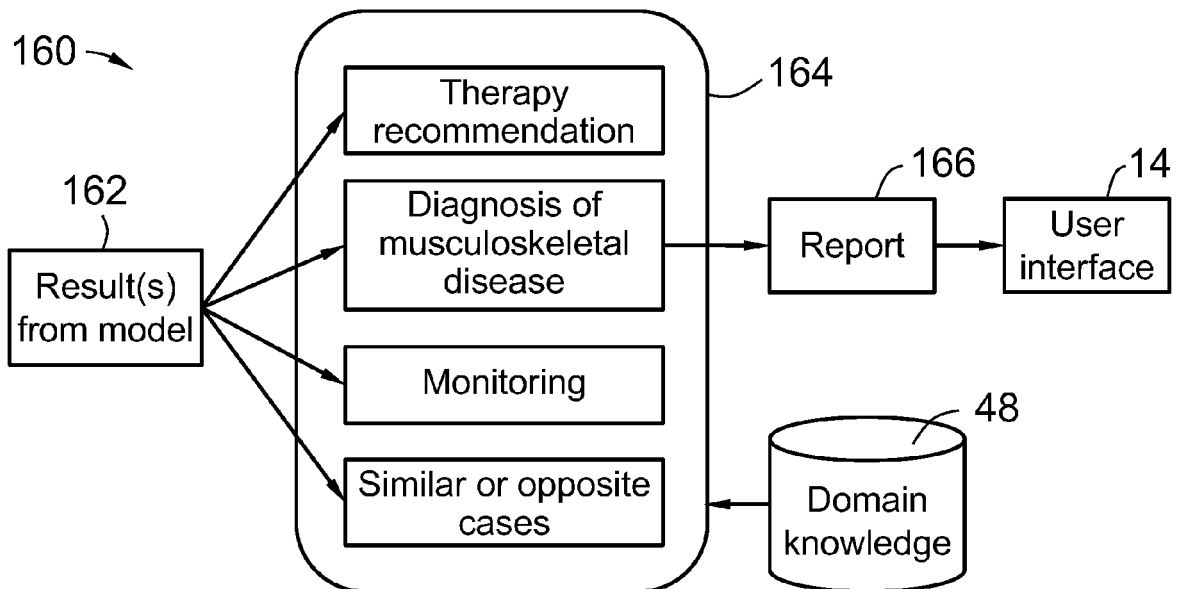 160
164
Therapy
recommendation
162
166
14
Diagnosis of
musculoskeletal
disease
Result(s)
from model
Report
User
interface
Monitoring
48
Similar or opposite
cases
Domain
knowledge